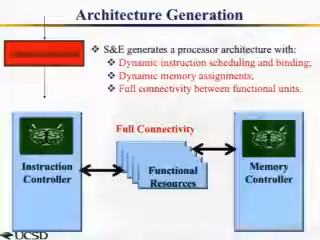 Architecture Generation
S&E generates a processor architecture with:
Dynamic instruction scheduling and binding;
Dynamic memory assignments;
Full connectivity between functional units.
Full Connectivity
Instruction
Controller
Functional
Resources
Memory
Controller
UCSD